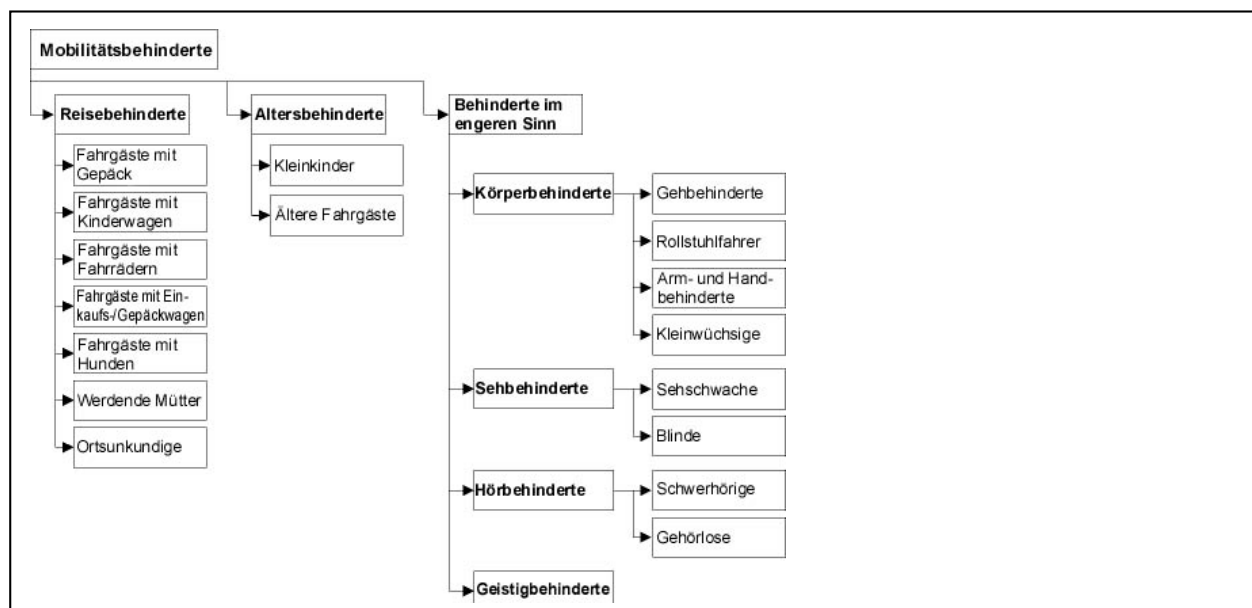 Mobilitätsbehinderte
Reisebehinderte
Fahrgäste mit
Gepäck
Fahrgäste mit
Kinderwagen
Fahrgäste mit
Fahrrädern
Fahrgäste mit Ein-
kaufs-/Gepäckwagen
Fahrgäste mit
Hunden
Werdende Mütter
Ortsunkundige
Altersbehinderte
Kleinkinder
Ältere Fahrgäste
Behinderte im
engeren Sinn
Körperbehinderte
Gehbehinderte
Rollstuhlfahrer
Arm- und Hand-
behinderte
Kleinwüchsige
Sehbehinderte
Sehschwache
Blinde
Hörbehinderte
Schwerhörige
Gehörlose
Geistigbehinderte